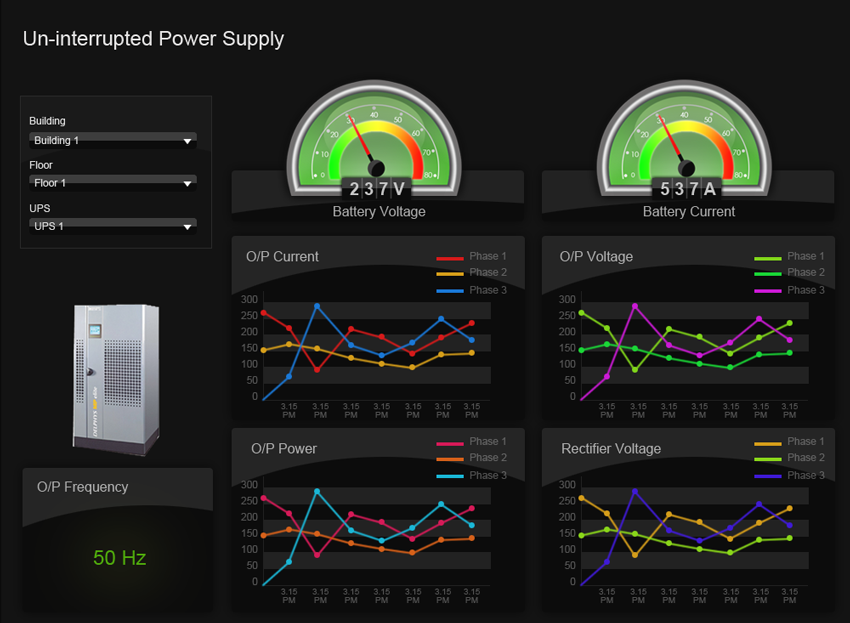 Un-interrupted Power Supply
Building
Building 1
Floor
Floor 1
UPS
UPS 1
0 10 20 30 40 50 60 70 80
237V
Battery Voltage
0 10 20 30 40 50 60 70 80
537A
Battery Current
O/P Current
Phase 1
Phase 2
Phase 3
300
250
200
150
100
50
0
3.15 3.15 3.15 3.15 3.15 3.15 3.15
PM PM PM PM PM PM PM
O/P Voltage
Phase 1
Phase 2
Phase 3
300
250
200
150
100
50
0
3.15 3.15 3.15 3.15 3.15 3.15 3.15
PM PM PM PM PM PM PM
DELPHYS
O/P Frequency
50 Hz
O/P Power
Phase 1
Phase 2
Phase 3
300
250
200
150
100
50
0
3.15 3.15 3.15 3.15 3.15 3.15 3.15
PM PM PM PM PM PM PM
Rectifier Voltage
Phase 1
Phase 2
Phase 3
300
250
200
150
100
50
0
3.15 3.15 3.15 3.15 3.15 3.15 3.15
PM PM PM PM PM PM PM